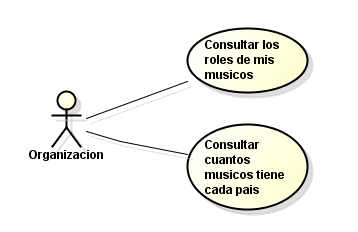 Consultar los
roles de mis
musicos
Organizacion
Consultar
cuantos
musicos tiene
cada pais